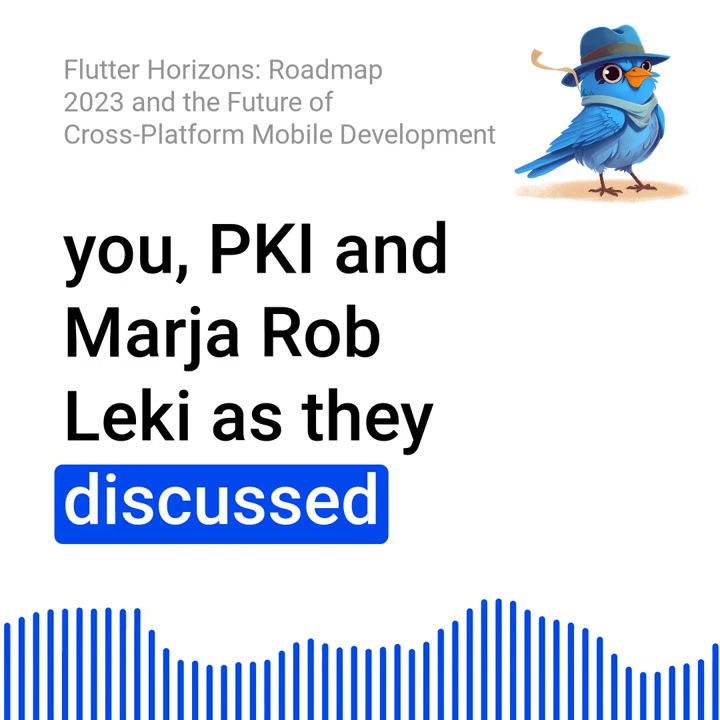 Flutter Horizons: Roadmap
2023 and the Future of
Cross-Platform Mobile Development
you, PKI and
Marja Rob
Leki as they
discussed